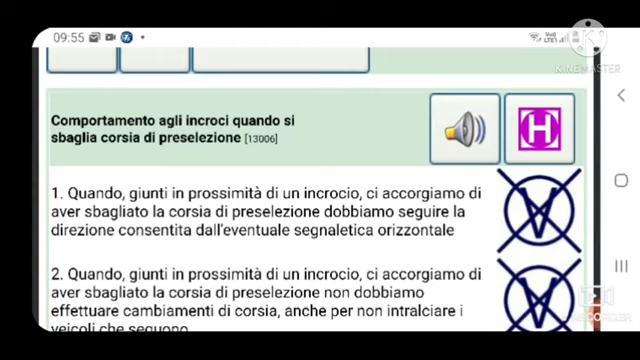 09:55
Vo))
LTE1
KINEMASTER
Comportamento agli incroci quando si
sbaglia corsia di preselezione [13006]
H
1. Quando, giunti in prossimità di un incrocio, ci accorgiamo di
aver sbagliato la corsia di preselezione dobbiamo seguire la
direzione consentita dall'eventuale segnaletica orizzontale
V
2. Quando, giunti in prossimità di un incrocio, ci accorgiamo di
aver sbagliato la corsia di preselezione non dobbiamo
effettuare cambiamenti di corsia, anche per non intralciare i
veicoli che seguono
V
RECORDER